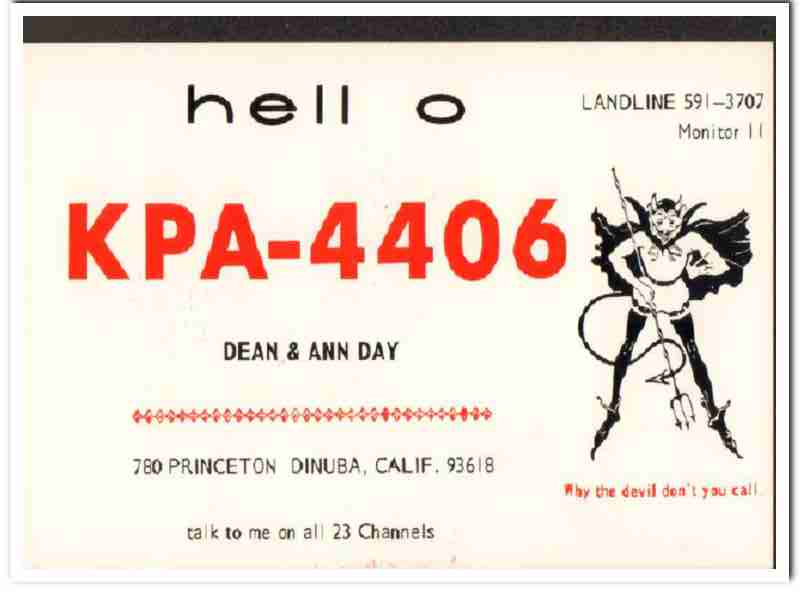 hell o
LANDLINE 591-3707
Monitor 11
KPA-4406
DEAN & ANN DAY
780 PRINCETON DINUBA, CALIF. 93618
Why the devil don't you call.
talk to me on all 23 Channels